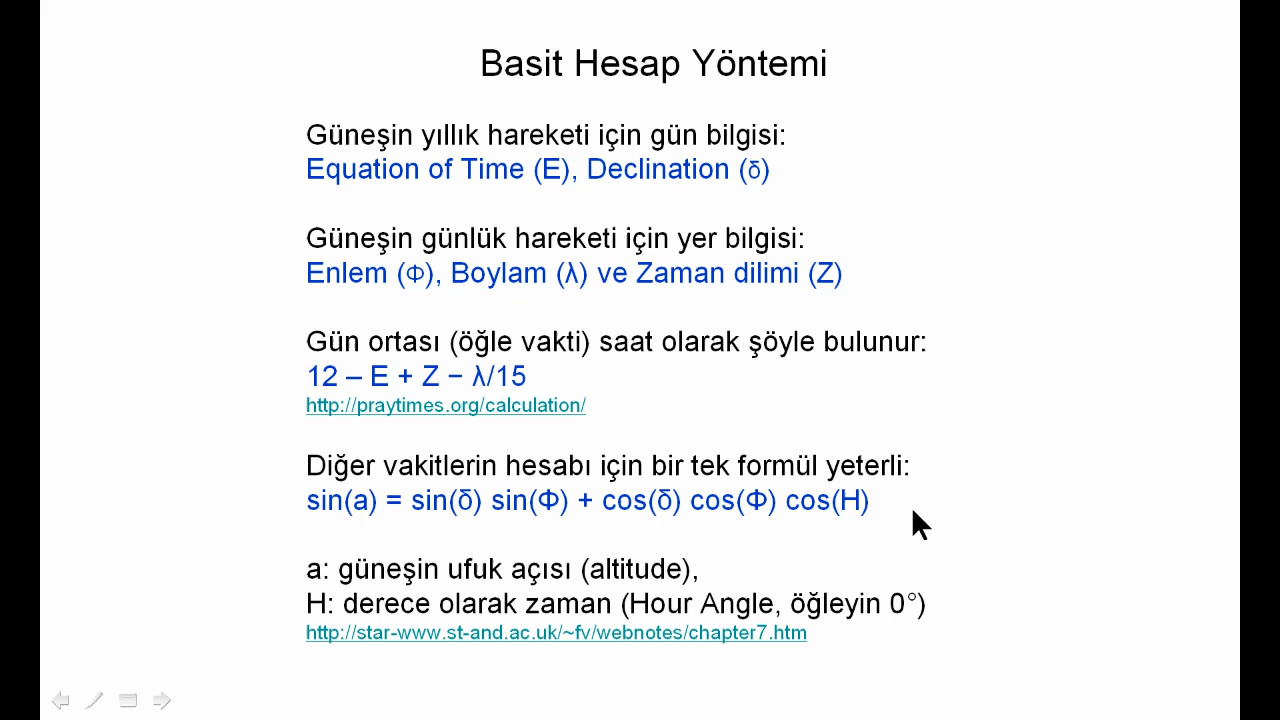 Basit Hesap Yöntemi
Güneşin yıllık hareketi için gün bilgisi:
Equation of Time (E), Declination (δ)
Güneşin günlük hareketi için yer bilgisi:
Enlem (Φ), Boylam (λ) ve Zaman dilimi (Z)
Gün ortası (öğle vakti) saat olarak şöyle bulunur:
12 – E + Z − λ/15
http://praytimes.org/calculation/
Diğer vakitlerin hesabı için bir tek formül yeterli:
sin(a) = sin(δ) sin(Φ) + cos(δ) cos(Φ) cos(H)
a: güneşin ufuk açısı (altitude),
H: derece olarak zaman (Hour Angle, öğleyin 0°)
http://star-www.st-and.ac.uk/~fv/webnotes/chapter7.htm